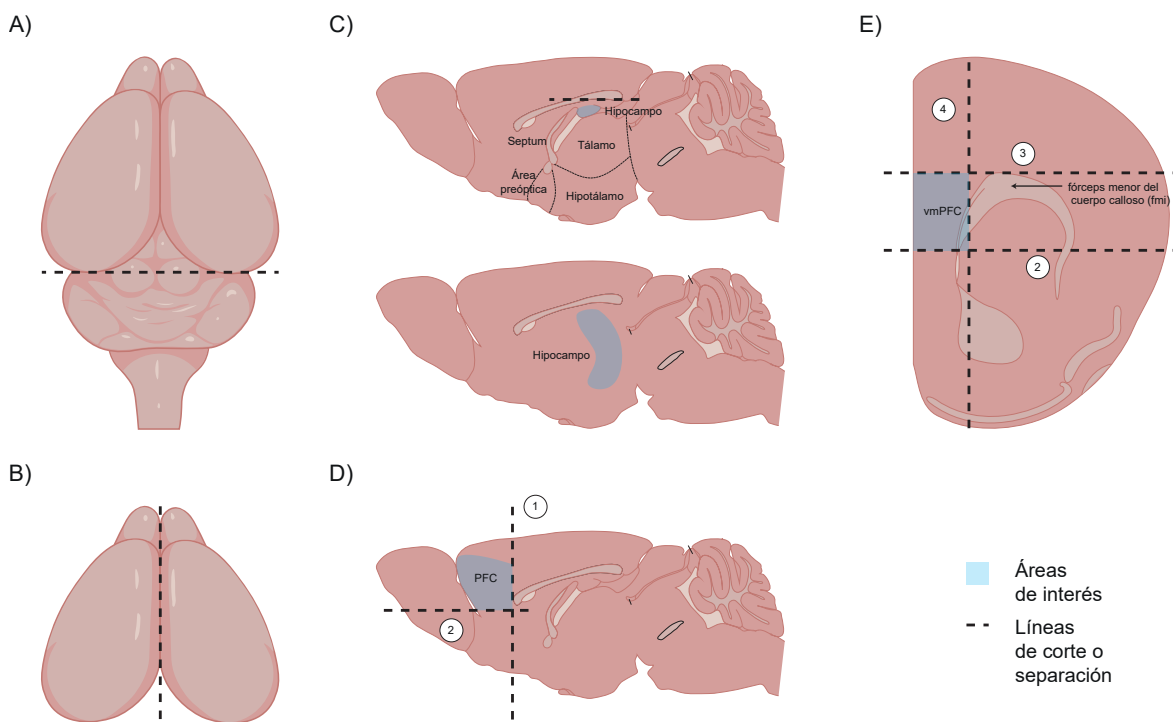 A)
C)
E)
Hipocampo
Septum
Tálamo
Área
preóptica
Hipotálamo
4
3
fórceps menor del
cuerpo calloso (fmi)
vmPFC
2
Hipocampo
B)
D)
1
PFC
2
Áreas
de interés
Líneas
de corte o
separación